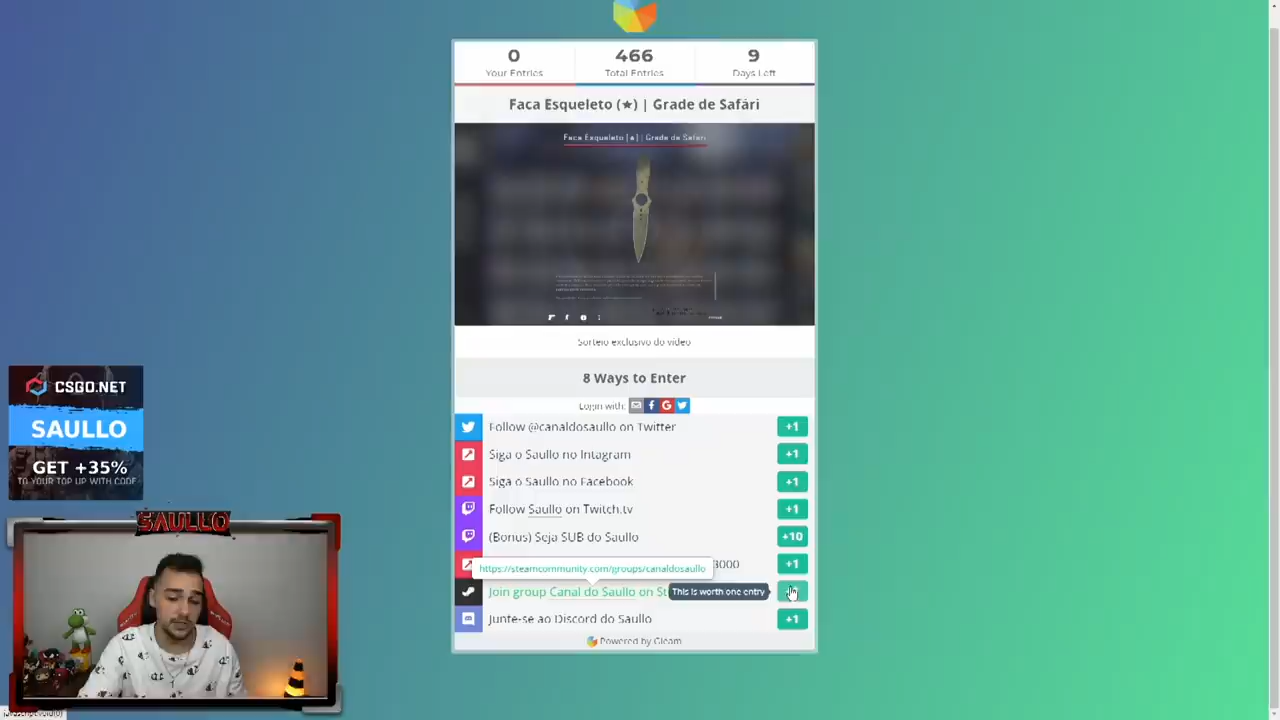 0
466
9
Your Entries
Total Entries
Days Left
Faca Esqueleto (★) | Grade de Safári
Faca Esqueleto (★) | Grade de Safári
Sorteio exclusivo do vídeo
8 Ways to Enter
Login with:
Follow @canaldosaullo on Twitter
+1
Siga o Saullo no Intagram
+1
Siga o Saullo no Facebook
+1
Follow Saullo on Twitch.tv
+1
(Bonus) Seja SUB do Saullo
+10
3000
+1
https://steamcommunity.com/groups/canaldosaullo
Join group Canal do Saullo on St
This is worth one entry
Junte-se ao Discord do Saullo
+1
Powered by Gleam
CSGO.NET
SAULLO
GET +35%
TO YOUR TOP UP WITH CODE
SAULLO